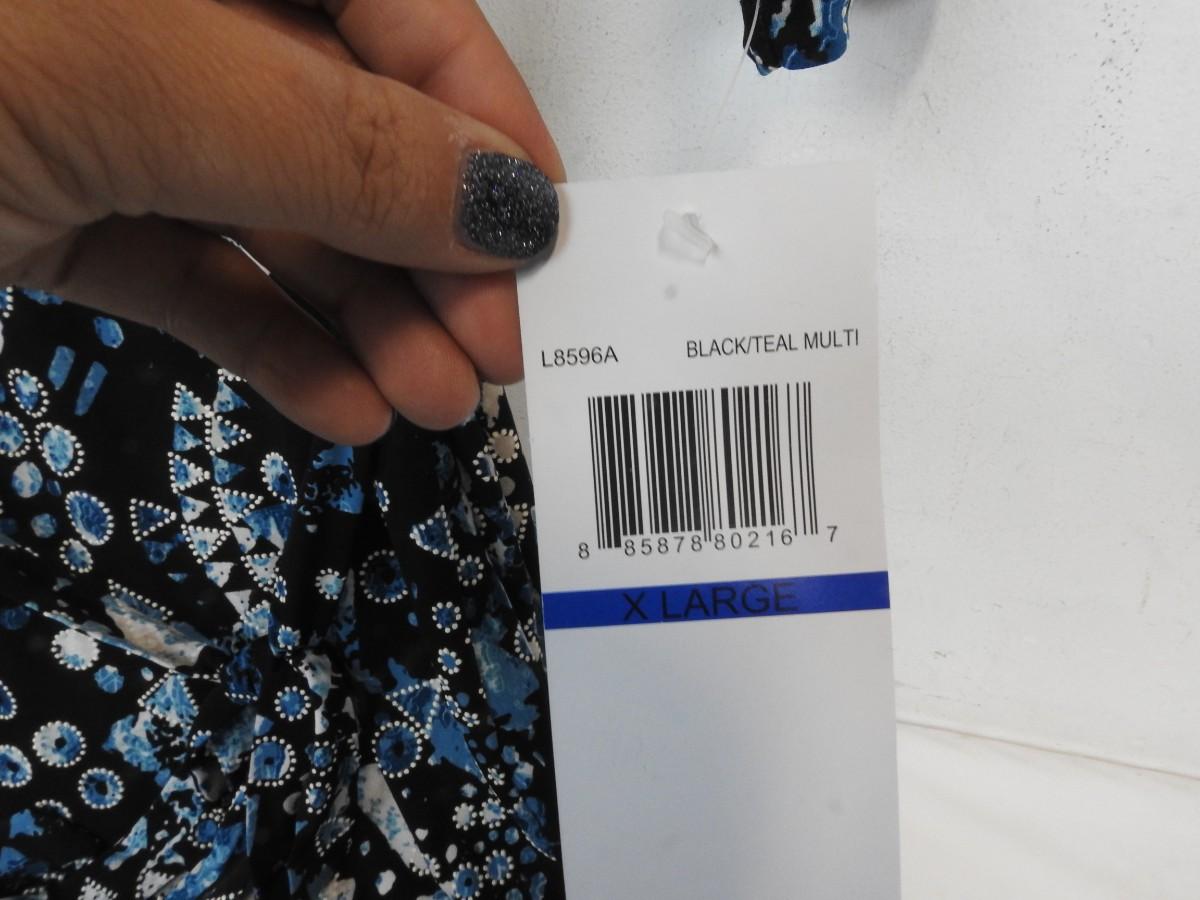 L8596A BLACK/TEAL MULTI
8 85878 80216 7
X LARGE